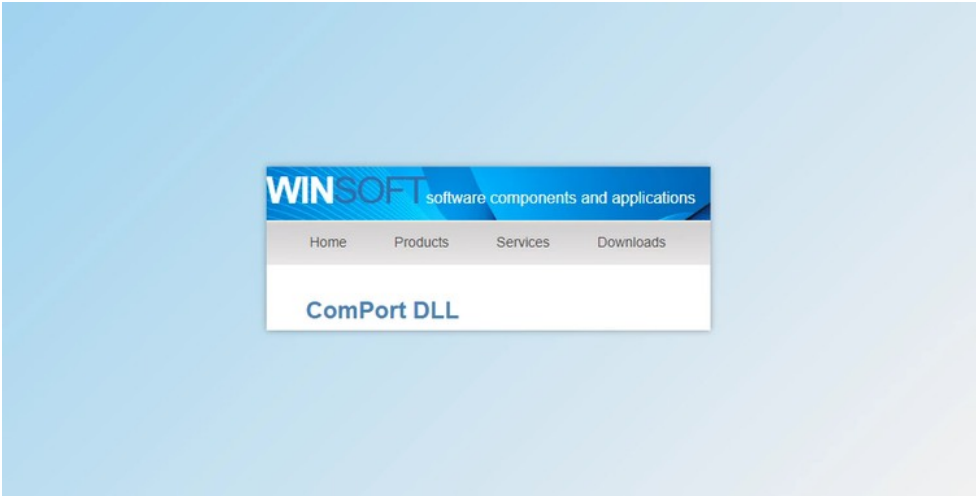 WINSOFT software components and applications
Home Products Services Downloads
ComPort DLL